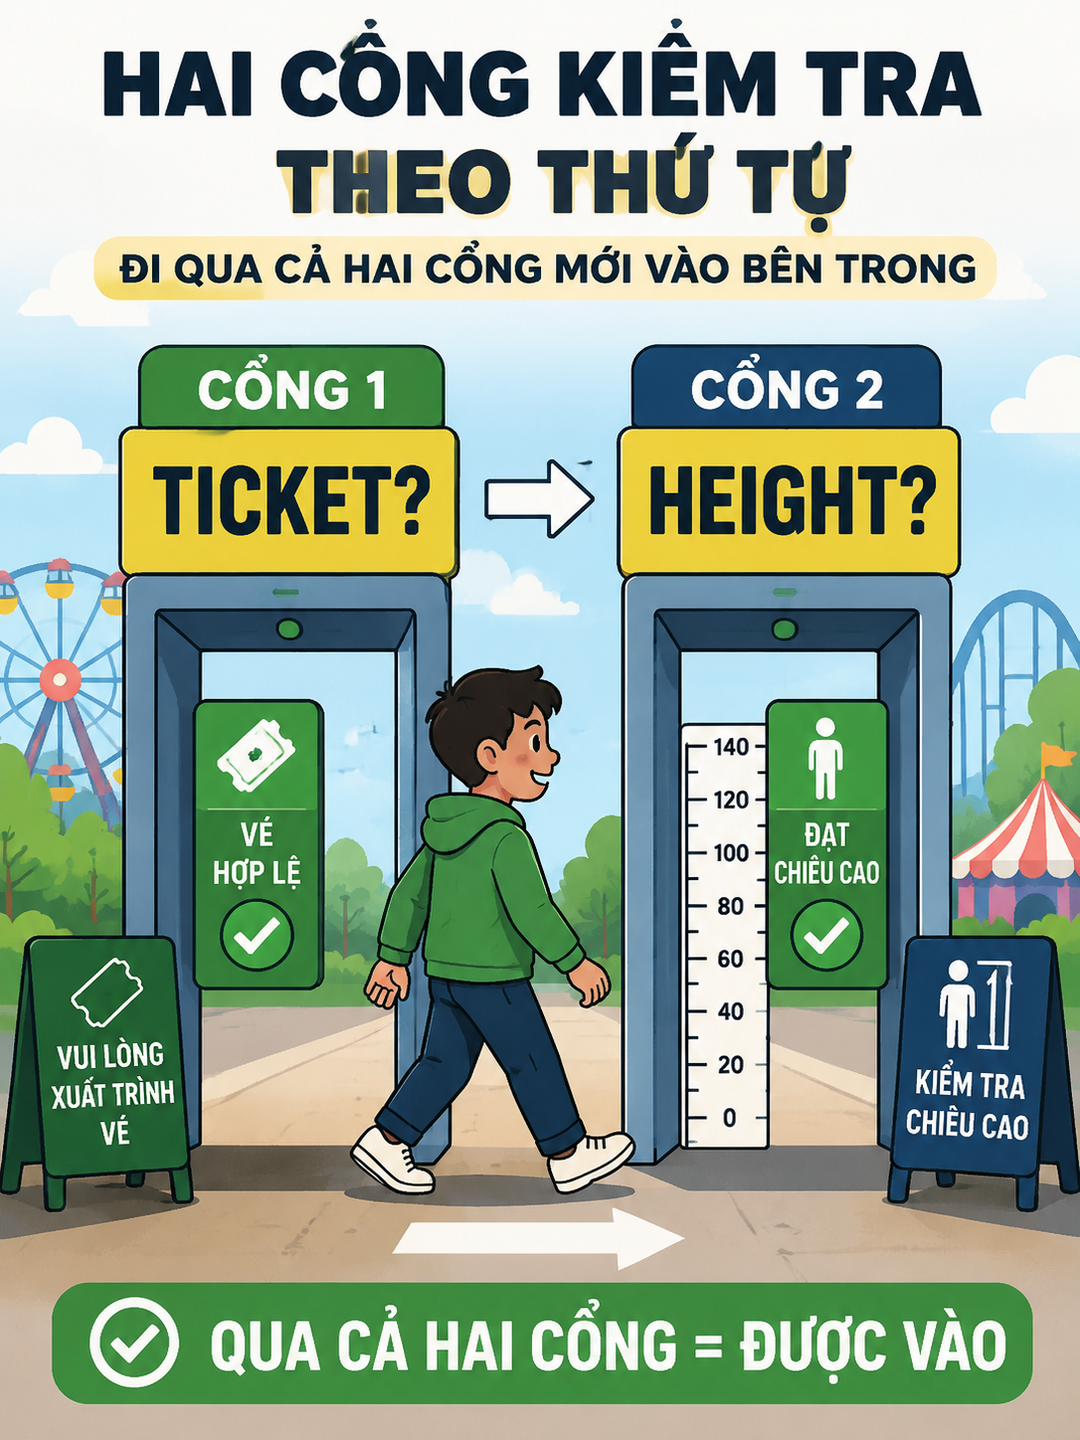 HAI CỔNG KIỂM TRA
THEO THỨ TỰ
ĐI QUA CẢ HAI CỔNG MỚI VÀO BÊN TRONG
CỔNG 1
CỔNG 2
TICKET?
HEIGHT?
VÉ
HỢP LỆ
140
120
100
80
60
40
20
0
ĐẠT
CHIÊU CAO
VUI LÒNG
XUẤT TRÌNH
VÉ
KIỂM TRA
CHIÊU CAO
QUA CẢ HAI CỔNG = ĐƯỢC VÀO